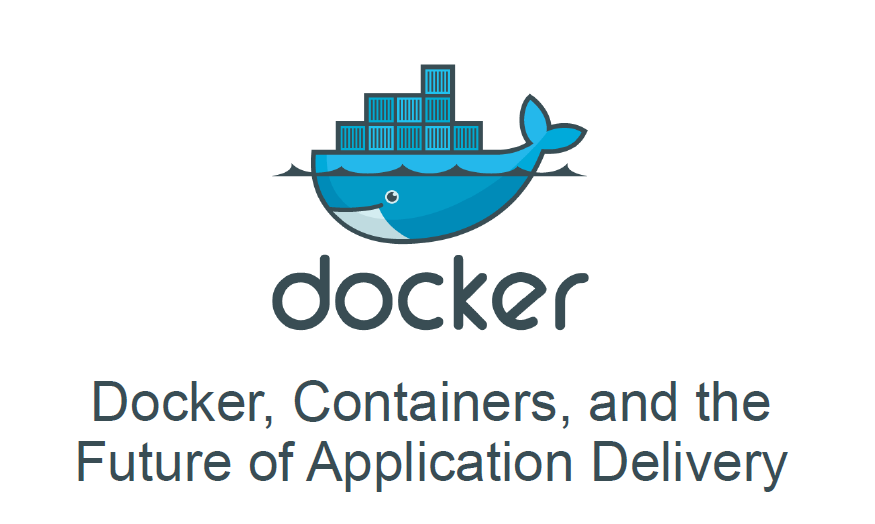 docker
Docker, Containers, and the
Future of Application Delivery